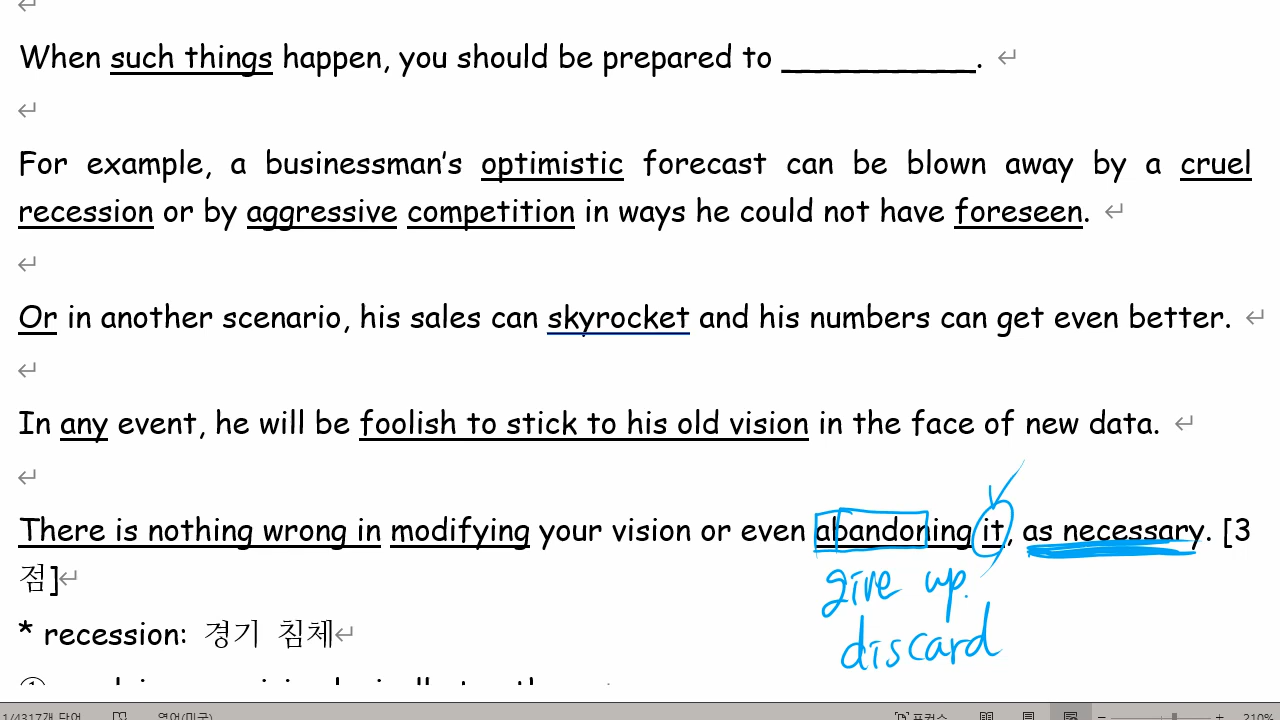 When such things happen, you should be prepared to ___________.
For example, a businessman's optimistic forecast can be blown away by a cruel
recession or by aggressive competition in ways he could not have foreseen.
Or in another scenario, his sales can skyrocket and his numbers can get even better.
In any event, he will be foolish to stick to his old vision in the face of new data.
There is nothing wrong in modifying your vision or even abandoning it, as necessary. [3
점]
give up.
discard
* recession: 경기 침체
210%